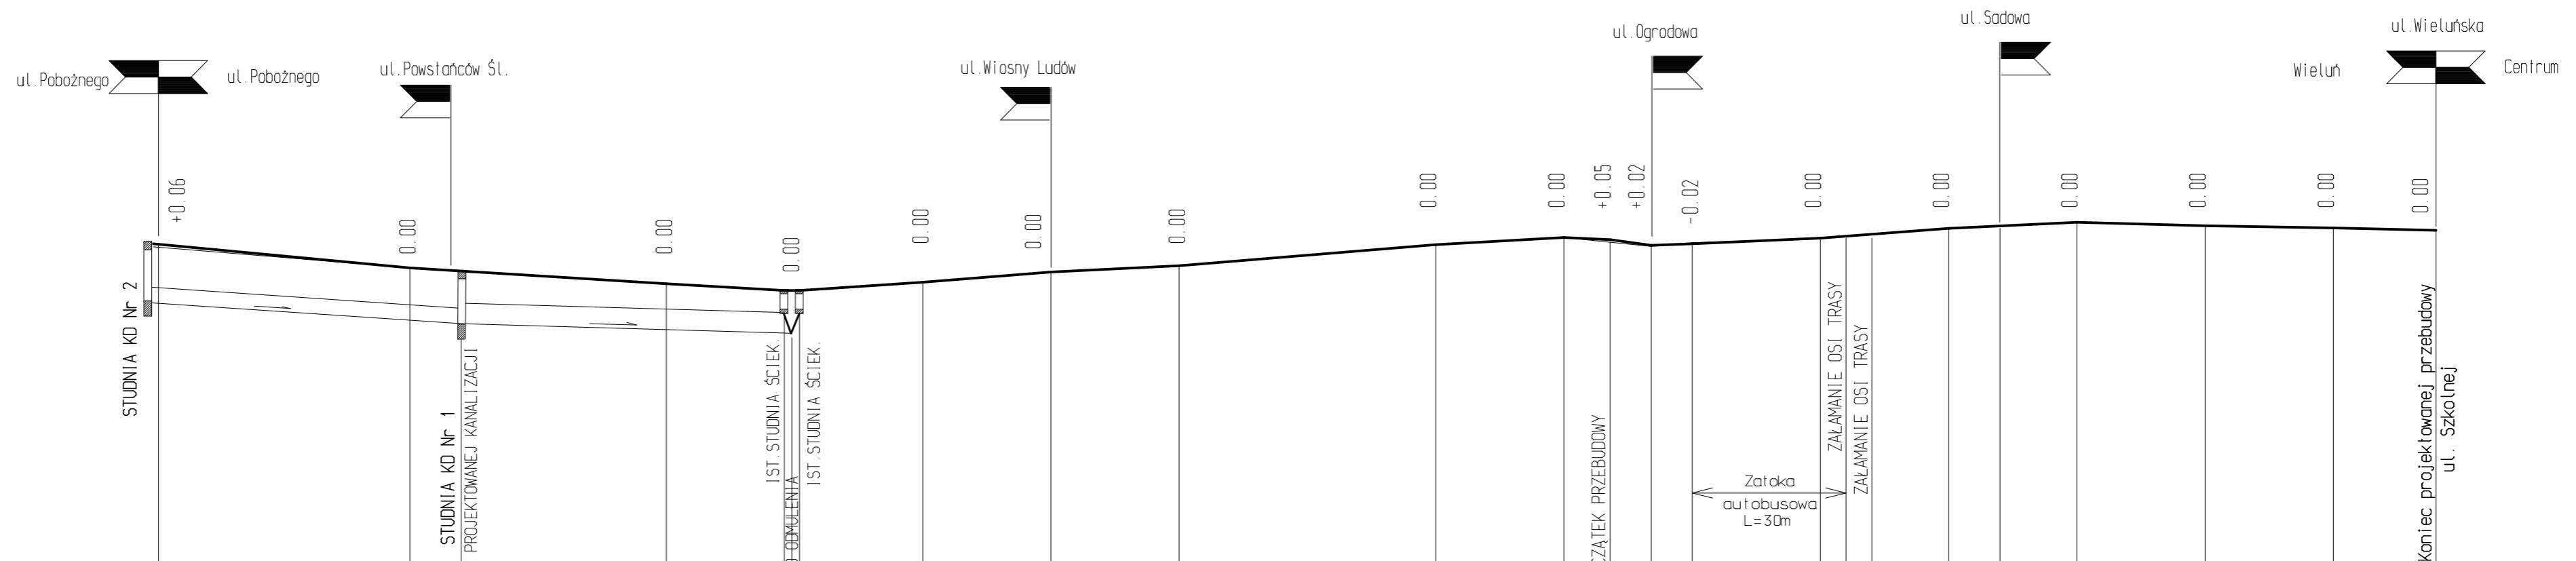 ul.Pobożnego
ul.Pobożnego
ul.Powstańców Śl.
ul.Wiosny Ludów
ul.Ogrodowa
ul.Sadowa
ul.Wieluńska
Wieluń
Centrum
+0.06
0.00
0.00
0.00
0.00
0.00
0.00
0.00
0.00
+0.05
+0.02
-0.02
0.00
0.00
0.00
0.00
0.00
0.00
STUDNIA KD Nr 2
STUDNIA KD Nr 1
PROJEKTOWANEJ KANALIZACJI
IST.STUDNIA ŚCIEK.
ODMULENIA
IST.STUDNIA ŚCIEK.
CZĄTEK PRZEBUDOWY
Zatoka
autobusowa
L=30m
ZAŁAMANIE OSI TRASY
ZAŁAMANIE OSI TRASY
Koniec projektowanej przebudowy
ul. Szkolnej